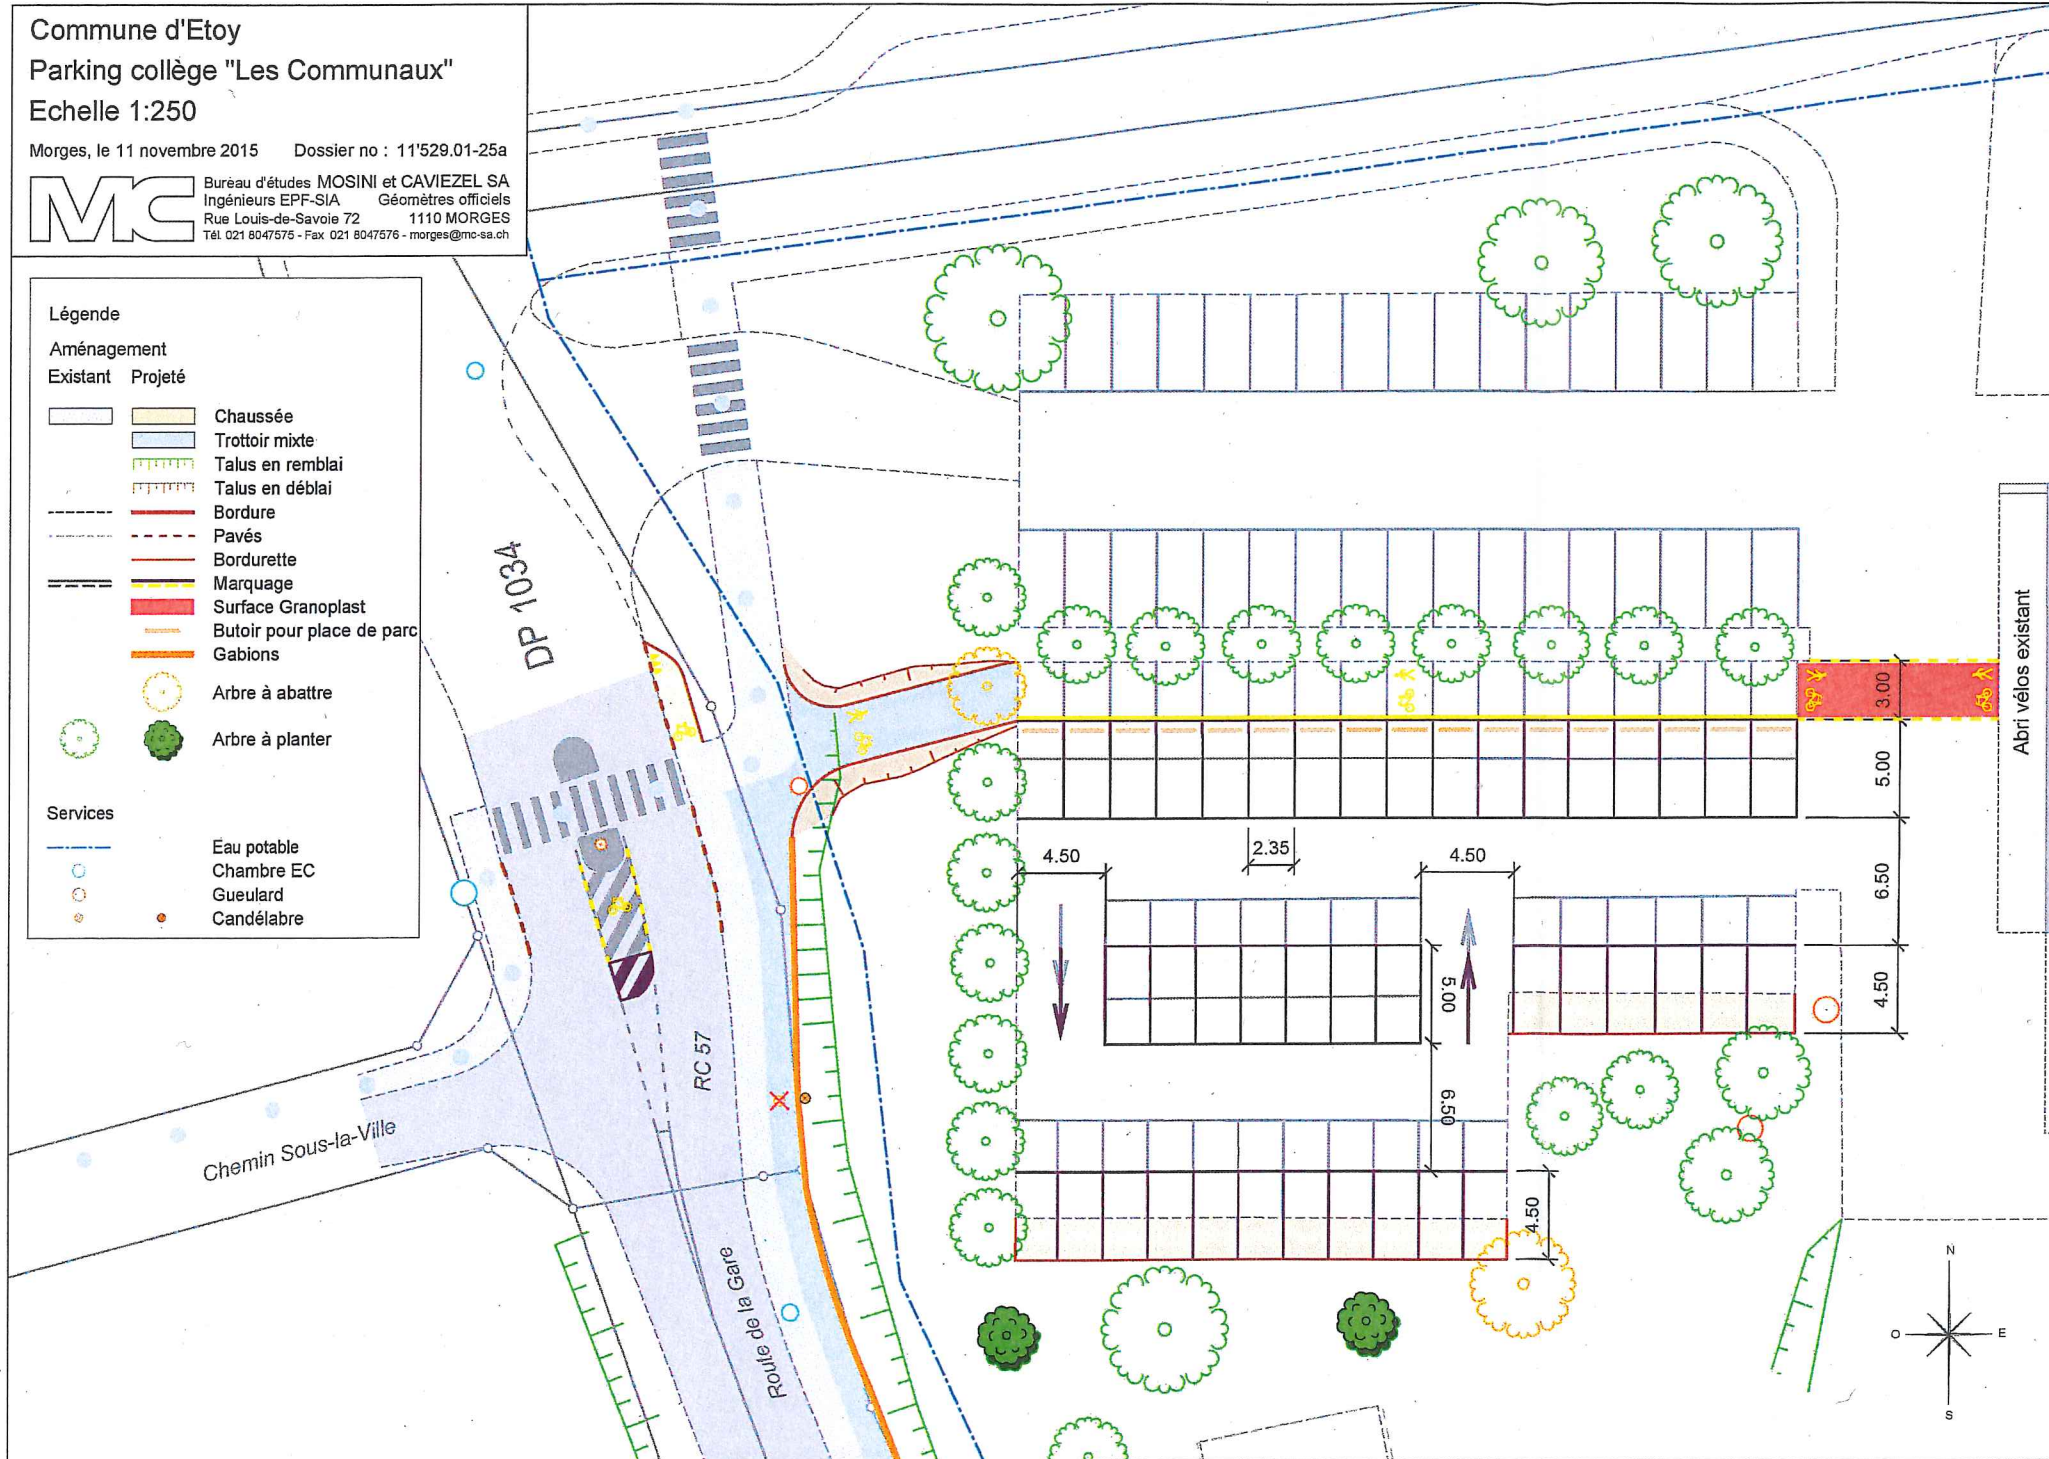 Commune d'Etoy
Parking collège "Les Communaux"
Echelle 1:250
Morges, le 11 novembre 2015 Dossier no : 11'529.01-25a
MC
Bureau d'études MOSINI et CAVIEZEL SA
Ingénieurs EPF-SIA Géomètres officiels
Rue Louis-de-Savoie 72 1110 MORGES
Tél. 021 8047575 - Fax 021 8047576 - morges@mc-sa.ch
Légende
Aménagement
Existant Projeté
Chaussée
Trottoir mixte
Talus en remblai
Talus en déblai
Bordure
Pavés
Bordurette
Marquage
Surface Granoplast
Butoir pour place de parc
Gabions
Arbre à abattre
Arbre à planter
Services
Eau potable
Chambre EC
Gueulard
Candélabre
DP 1034
RC 57
Chemin Sous-la-Ville
Route de la Gare
Abri vélos existant
3.00
5.00
6.50
4.50
4.50
2.35
4.50
5.00
6.50
4.50
N
O
E
S